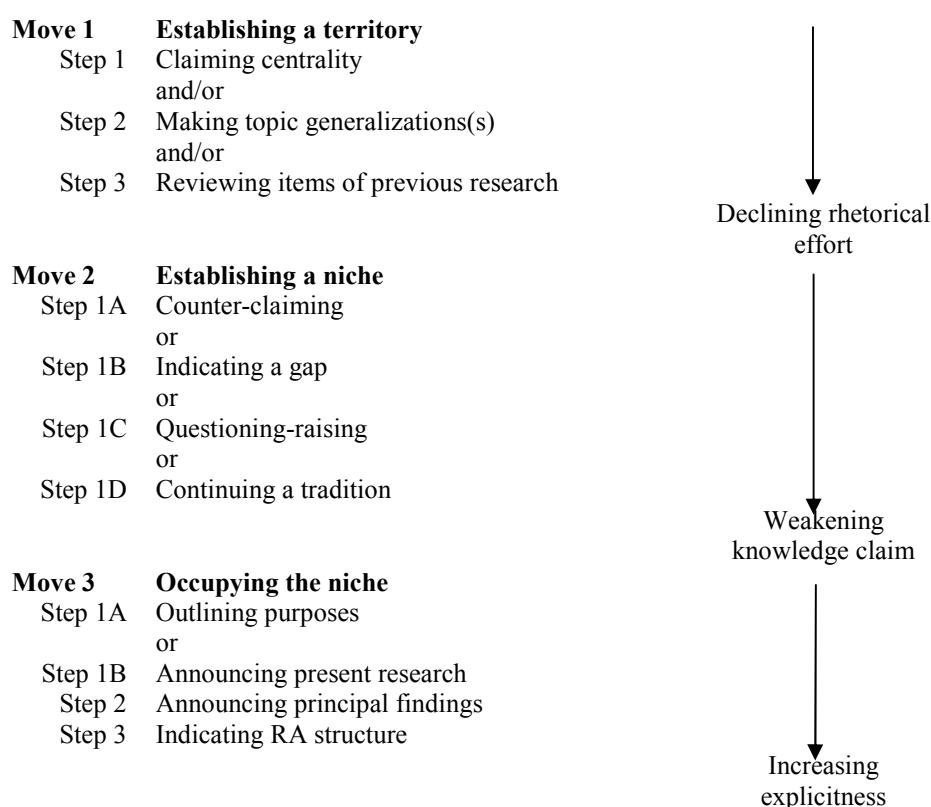 Move 1 Establishing a territory
Step 1 Claiming centrality
and/or
Step 2 Making topic generalizations(s)
and/or
Step 3 Reviewing items of previous research
Declining rhetorical
effort
Move 2 Establishing a niche
Step 1A Counter-claiming
or
Step 1B Indicating a gap
or
Step 1C Questioning-raising
or
Step 1D Continuing a tradition
Weakening
knowledge claim
Move 3 Occupying the niche
Step 1A Outlining purposes
or
Step 1B Announcing present research
Step 2 Announcing principal findings
Step 3 Indicating RA structure
Increasing
explicitness